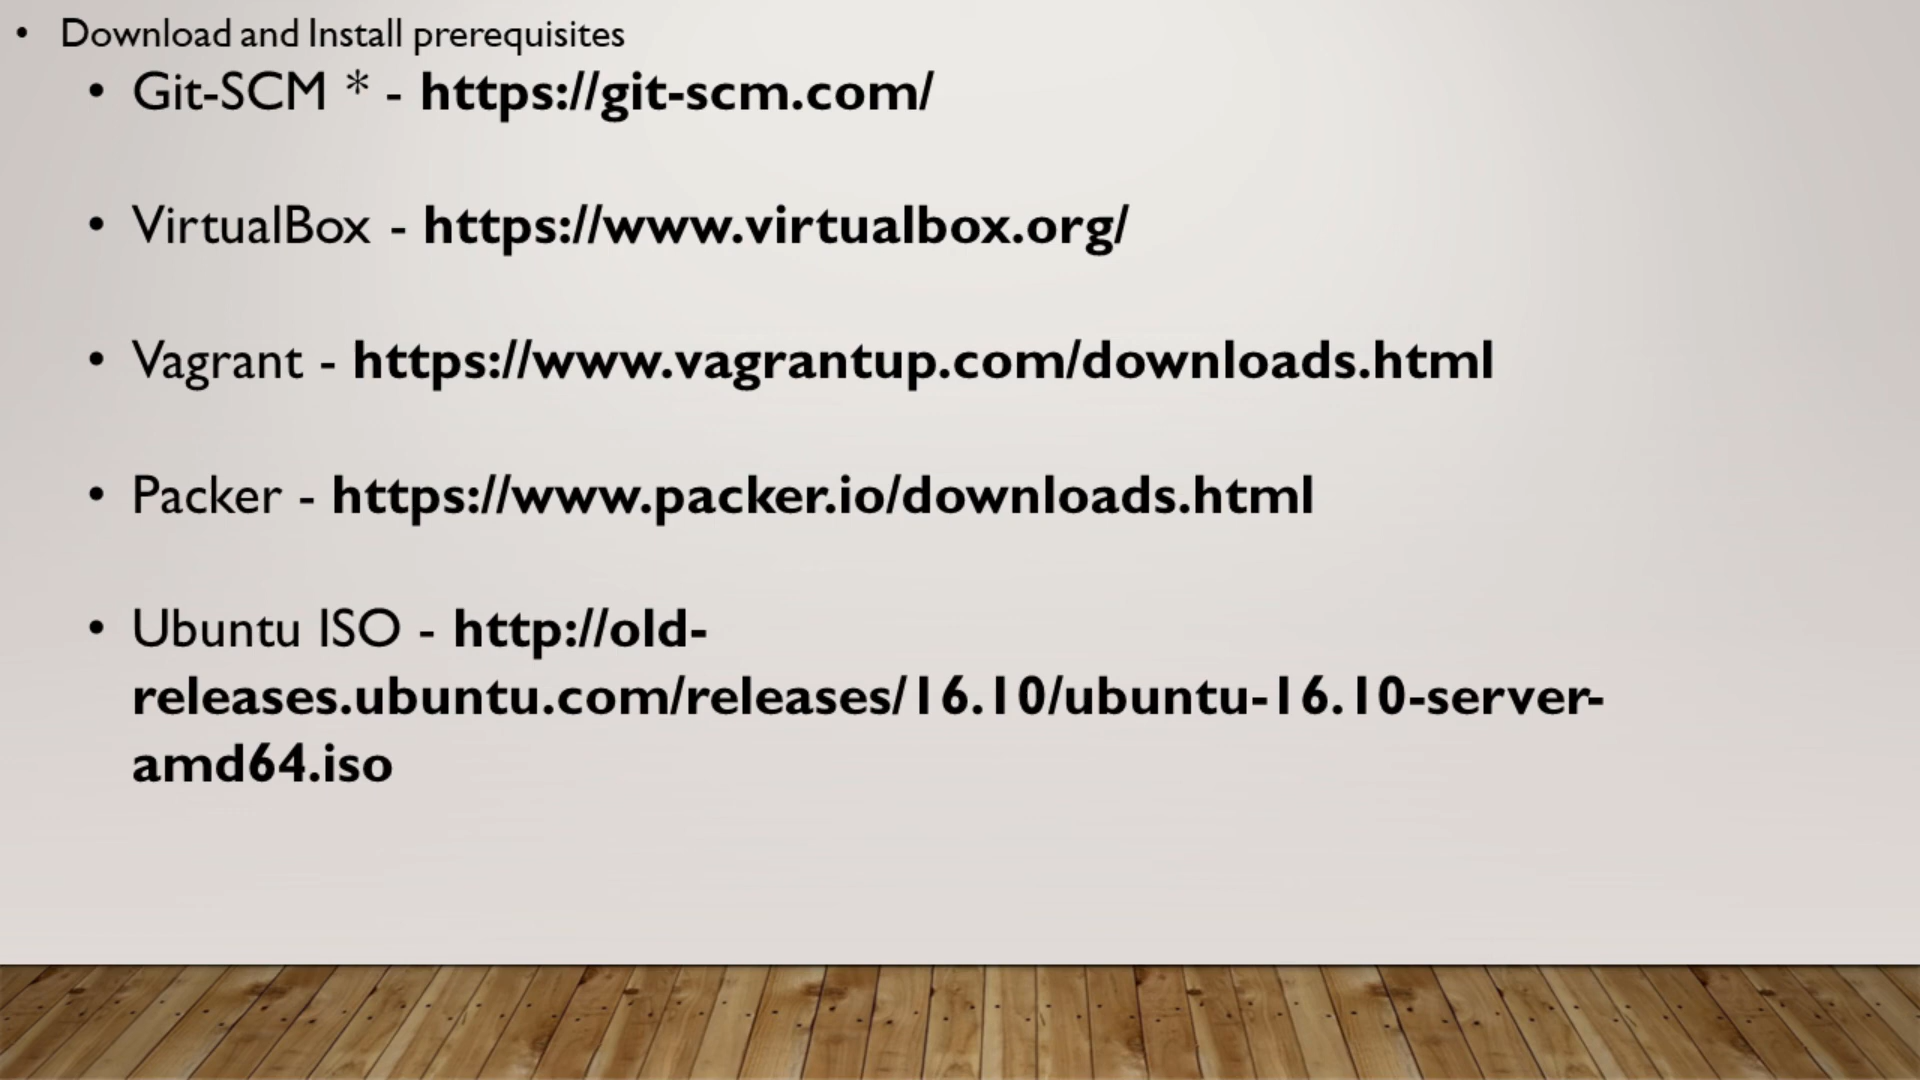 • Download and Install prerequisites
• Git-SCM * - https://git-scm.com/
• VirtualBox - https://www.virtualbox.org/
• Vagrant - https://www.vagrantup.com/downloads.html
• Packer - https://www.packer.io/downloads.html
• Ubuntu ISO - http://old-
releases.ubuntu.com/releases/16.10/ubuntu-16.10-server-
amd64.iso